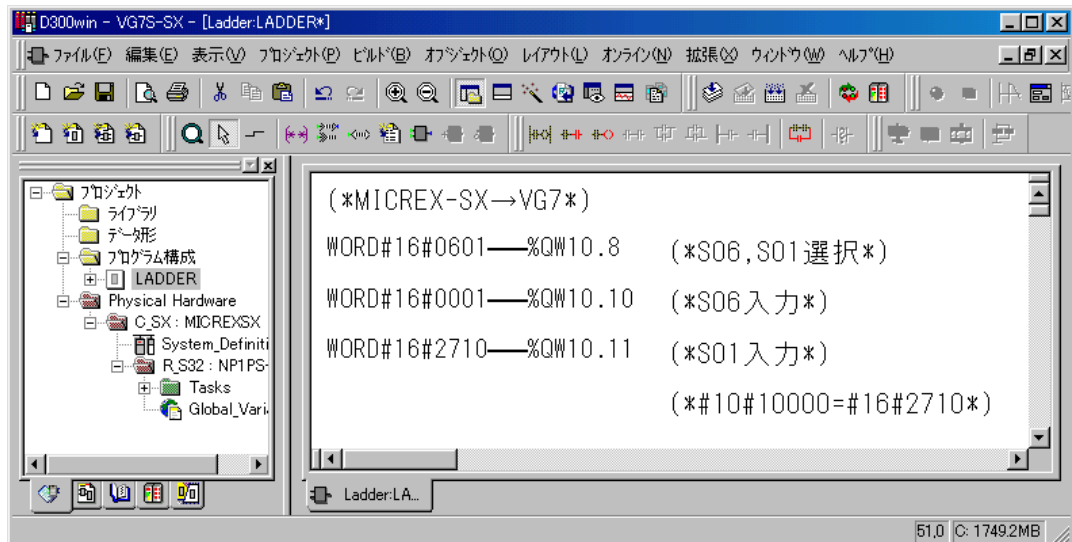 D300win - VG7S-SX - [Ladder:LADDER*]
ファイル(F) 編集(E) 表示(V) プロジェクト(P) ビルド(B) オブジェクト(O) レイアウト(L) オンライン(N) 拡張(X) ウィンドウ(W) ヘルプ(H)
プロジェクト
ライブラリ
データ形
プログラム構成
LADDER
Physical Hardware
C_SX : MICREXSX
System_Definiti
R_S32 : NP1PS-
Tasks
Global_Vari
(*MICREX-SX→VG7*)
WORD#16#0601 %QW10.8 (*S06,S01選択*)
WORD#16#0001 %QW10.10 (*S06入力*)
WORD#16#2710 %QW10.11 (*S01入力*)
(*#10#10000=#16#2710*)
Ladder:LA...
51,0 C: 1749.2MB